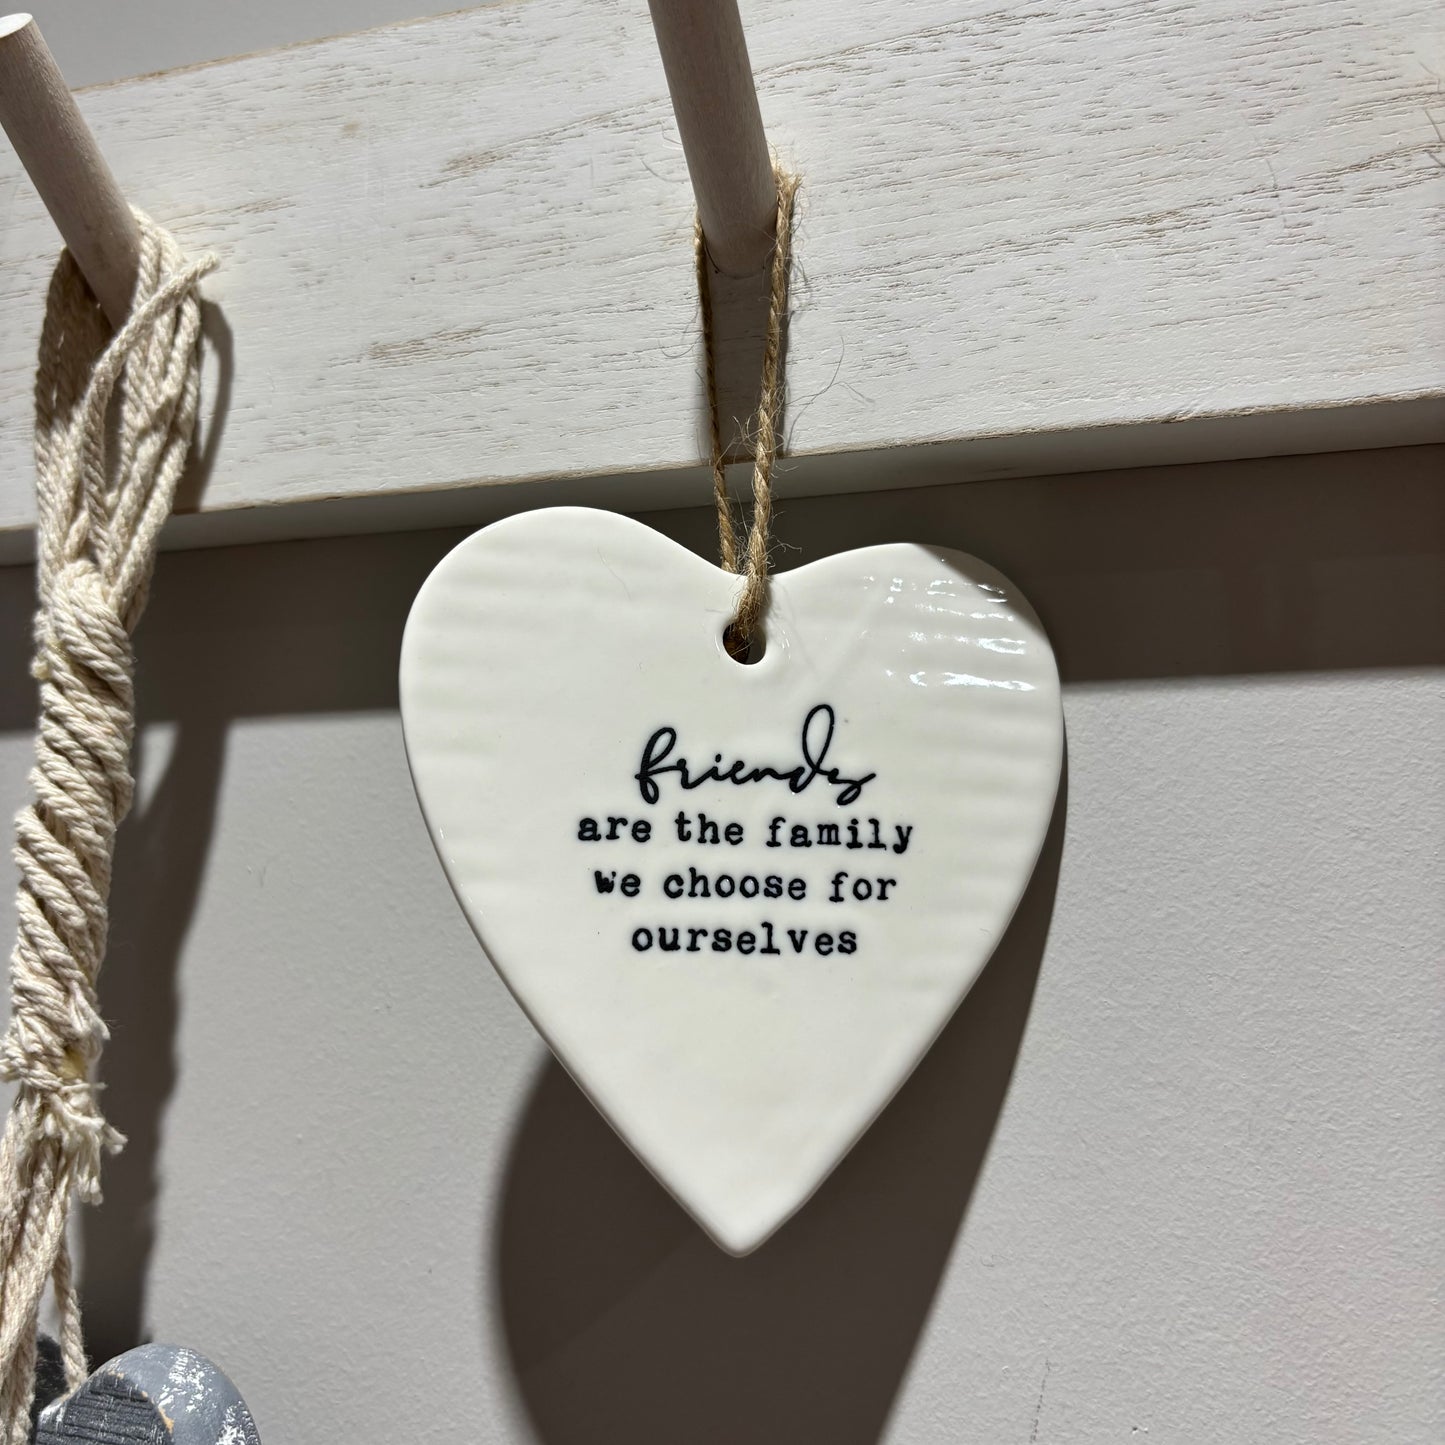 friends
are the family
we choose for
ourselves